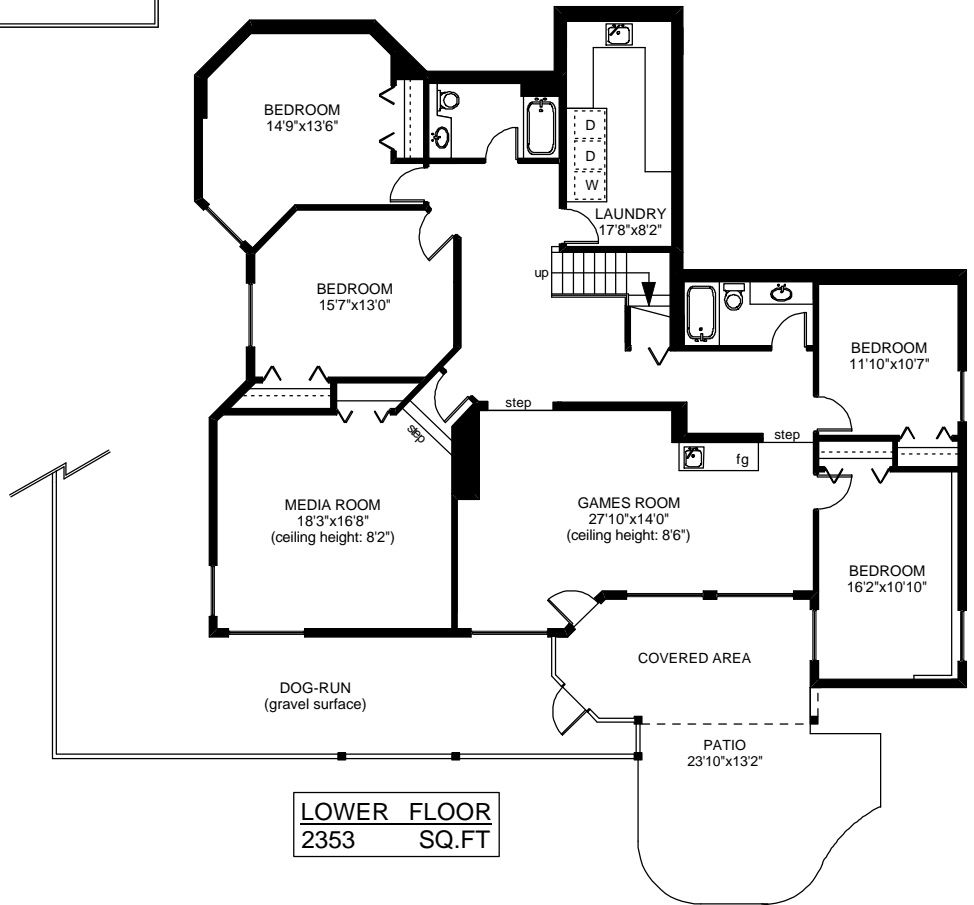 BEDROOM
14'9"x13'6"
D
D
W
LAUNDRY
17'8"x8'2"
up
BEDROOM
15'7"x13'0"
BEDROOM
11'10"x10'7"
step
step
step
fg
MEDIA ROOM
18'3"x16'8"
(ceiling height: 8'2")
GAMES ROOM
27'10"x14'0"
(ceiling height: 8'6")
BEDROOM
16'2"x10'10"
COVERED AREA
DOG-RUN
(gravel surface)
PATIO
23'10"x13'2"
LOWER FLOOR
2353 SQ.FT